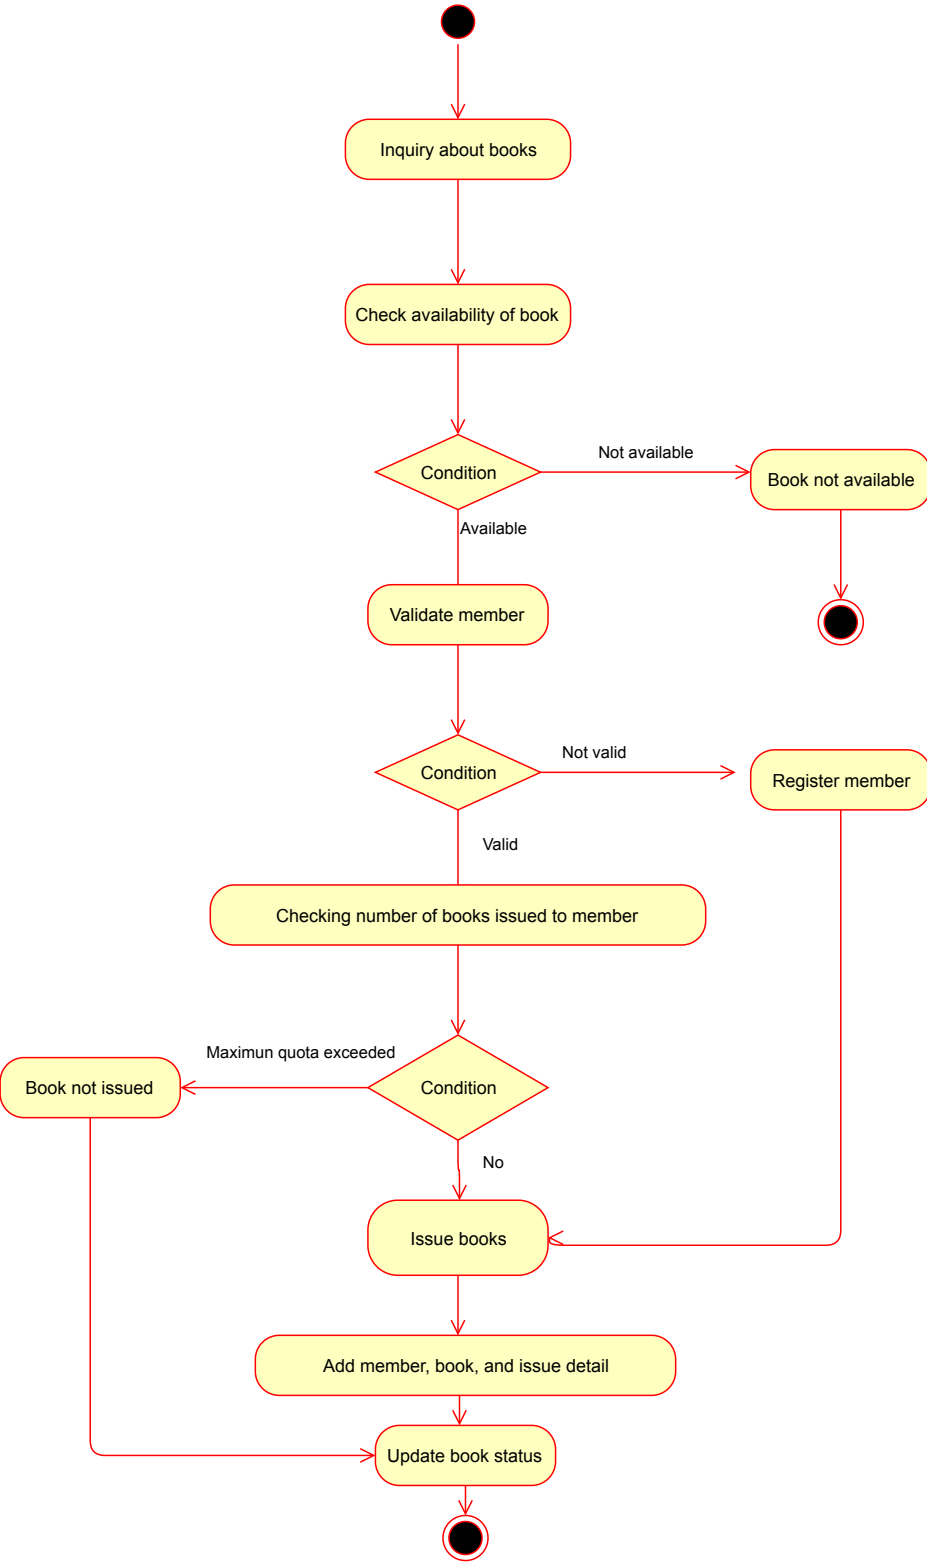 Inquiry about books
Check availability of book
Condition
Not available
Book not available
Available
Validate member
Condition
Not valid
Register member
Valid
Checking number of books issued to member
Maximun quota exceeded
Book not issued
Condition
No
Issue books
Add member, book, and issue detail
Update book status